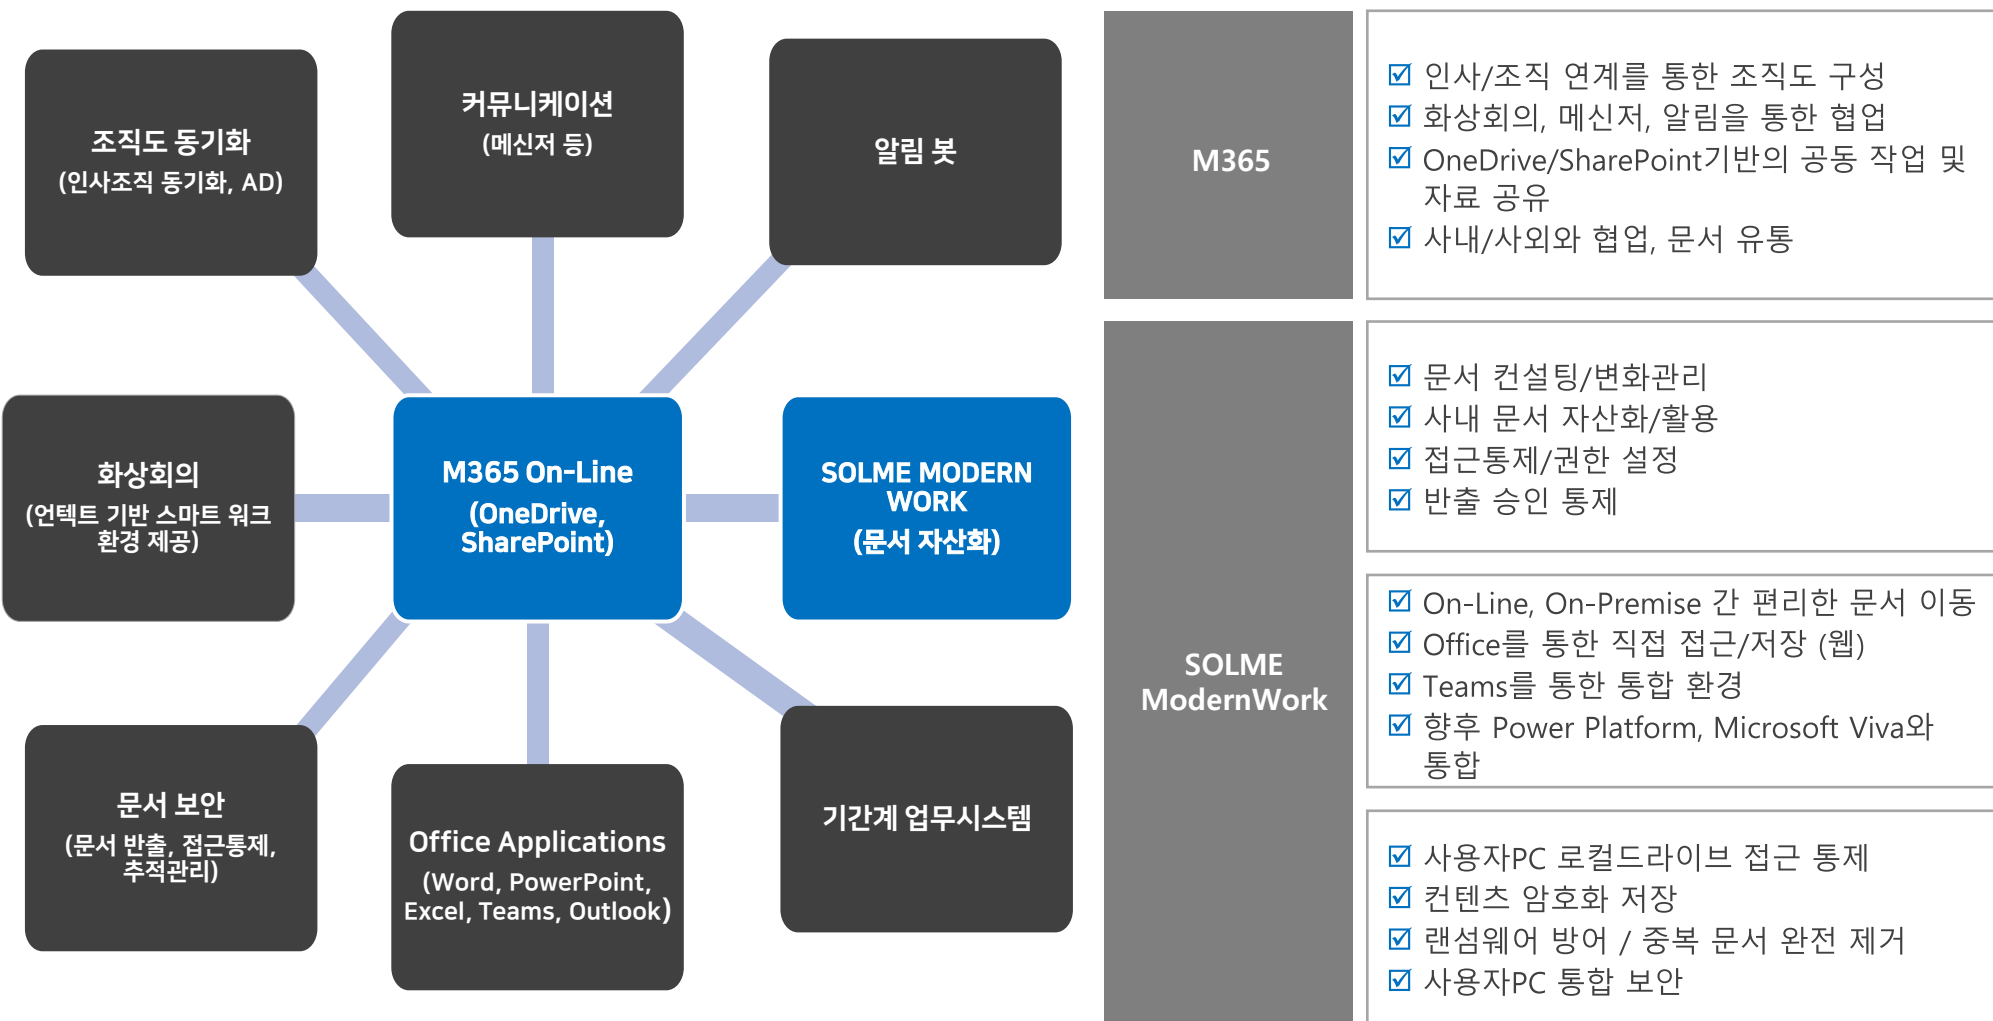 조직도 동기화
(인사조직 동기화, AD)
커뮤니케이션
(메신저 등)
알림 봇
화상회의
(언텍트 기반 스마트 워크
환경 제공)
M365 On-Line
(OneDrive,
SharePoint)
SOLME MODERN
WORK
(문서 자산화)
문서 보안
(문서 반출, 접근통제,
추적관리)
Office Applications
(Word, PowerPoint,
Excel, Teams, Outlook)
기간계 업무시스템
M365
인사/조직 연계를 통한 조직도 구성
화상회의, 메신저, 알림을 통한 협업
OneDrive/SharePoint기반의 공동 작업 및
자료 공유
사내/사외와 협업, 문서 유통
SOLME
ModernWork
문서 컨설팅/변화관리
사내 문서 자산화/활용
접근통제/권한 설정
반출 승인 통제
On-Line, On-Premise 간 편리한 문서 이동
Office를 통한 직접 접근/저장 (웹)
Teams를 통한 통합 환경
향후 Power Platform, Microsoft Viva와
통합
사용자PC 로컬드라이브 접근 통제
컨텐츠 암호화 저장
랜섬웨어 방어 / 중복 문서 완전 제거
사용자PC 통합 보안